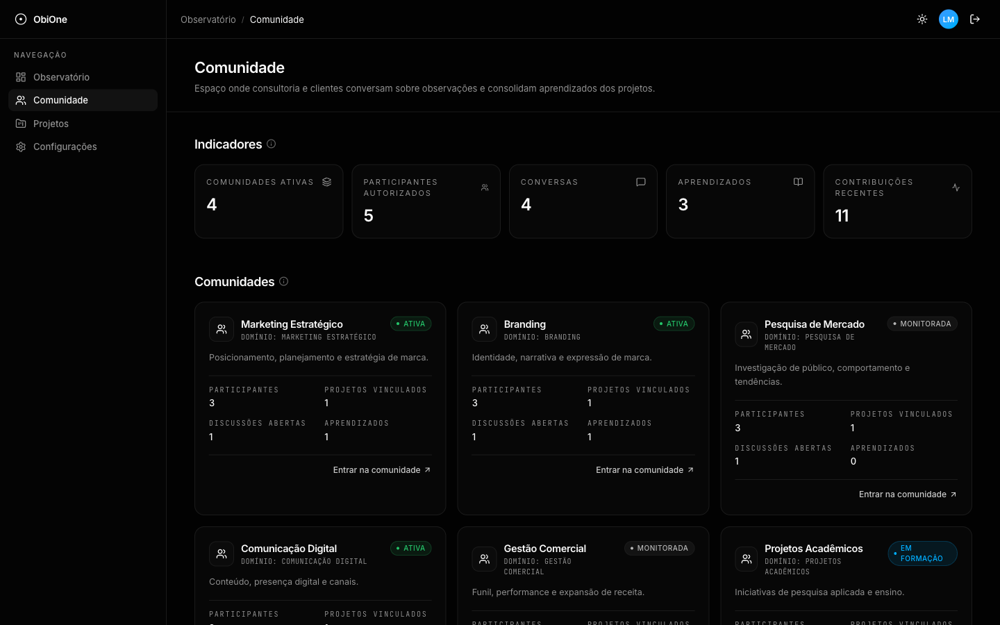 ObiOne
Observatório / Comunidade
LM
NAVEGAÇÃO
Observatório
Comunidade
Projetos
Configurações
Comunidade
Espaço onde consultoria e clientes conversam sobre observações e consolidam aprendizados dos projetos.
Indicadores
COMUNIDADES ATIVAS
4
PARTICIPANTES
AUTORIZADOS
5
CONVERSAS
4
APRENDIZADOS
3
CONTRIBUIÇÕES
RECENTES
11
Comunidades
Marketing Estratégico
ATIVA
DOMÍNIO: MARKETING ESTRATÉGICO
Posicionamento, planejamento e estratégia de marca.
PARTICIPANTES
3
PROJETOS VINCULADOS
1
DISCUSSÕES ABERTAS
1
APRENDIZADOS
1
Entrar na comunidade
Branding
ATIVA
DOMÍNIO: BRANDING
Identidade, narrativa e expressão de marca.
PARTICIPANTES
3
PROJETOS VINCULADOS
1
DISCUSSÕES ABERTAS
1
APRENDIZADOS
1
Entrar na comunidade
Pesquisa de Mercado
MONITORADA
DOMÍNIO: PESQUISA DE
MERCADO
Investigação de público, comportamento e
tendências.
PARTICIPANTES
3
PROJETOS VINCULADOS
1
DISCUSSÕES ABERTAS
1
APRENDIZADOS
0
Entrar na comunidade
Comunicação Digital
ATIVA
DOMÍNIO: COMUNICAÇÃO DIGITAL
Conteúdo, presença digital e canais.
PARTICIPANTES
PROJETOS VINCULADOS
Gestão Comercial
MONITORADA
DOMÍNIO: GESTÃO
COMERCIAL
Funil, performance e expansão de receita.
PARTICIPANTES
PROJETOS VINCULADOS
Projetos Acadêmicos
EM
FORMAÇÃO
DOMÍNIO: PROJETOS
ACADÊMICOS
Iniciativas de pesquisa aplicada e ensino.
PARTICIPANTES
PROJETOS VINCULADOS